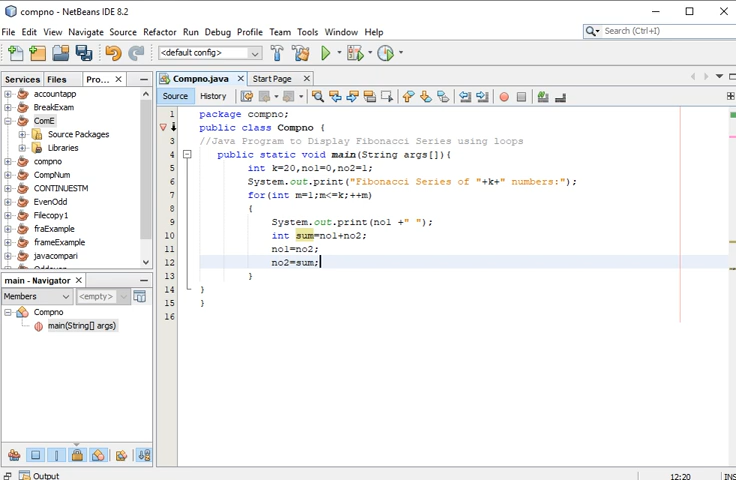 compno - NetBeans IDE 8.2
File Edit View Navigate Source Refactor Run Debug Profile Team Tools Window Help
Search (Ctrl+I)
<default config>
Services Files Pro...
Compno.java Start Page
accountapp
BreakExam
ComE
Source Packages
Libraries
compno
CompNum
CONTINUESTM
EvenOdd
Filecopy1
fraExample
frameExample
javacompari
Source History
1 package compno;
2 public class Compno {
3 //Java Program to Display Fibonacci Series using loops
4 public static void main(String args[]){
5 int k=20,no1=0,no2=1;
6 System.out.print("Fibonacci Series of "+k+" numbers:");
7 for(int m=1;m<=k;++m)
8 {
9 System.out.print(no1 +" ");
10 int sum=no1+no2;
11 no1=no2;
12 no2=sum;
13 }
14 }
15 }
16
main - Navigator
Members <empty>
Compno
main(String[] args)
Output
12:20 INS